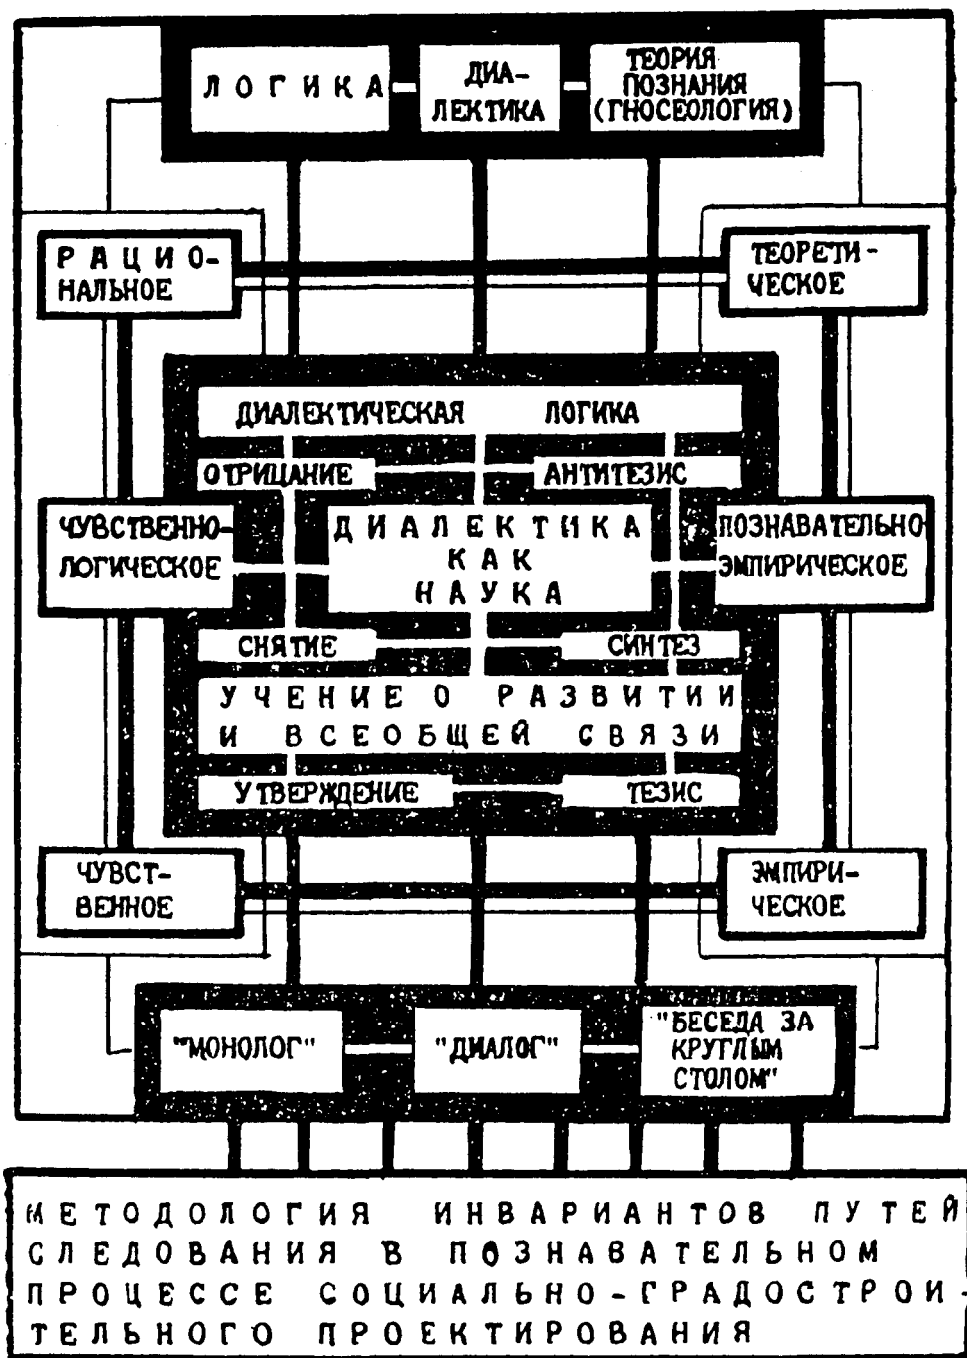 ЛОГИКА
ДИА-
ЛЕКТИКА
ТЕОРИЯ
ПОЗНАНИЯ
(ГНОСЕОЛОГИЯ)
РАЦИО-
НАЛЬНОЕ
ТЕОРЕТИ-
ЧЕСКОЕ
ДИАЛЕКТИЧЕСКАЯ ЛОГИКА
ОТРИЦАНИЕ
АНТИТЕЗИС
ЧУВСТВЕННО-
ЛОГИЧЕСКОЕ
ДИАЛЕКТИКА
КАК
НАУКА
ПОЗНАВАТЕЛЬНО-
ЭМПИРИЧЕСКОЕ
СНЯТИЕ
СИНТЕЗ
УЧЕНИЕ О РАЗВИТИИ
И ВСЕОБЩЕЙ СВЯЗИ
УТВЕРЖДЕНИЕ
ТЕЗИС
ЧУВСТ-
ВЕННОЕ
ЭМПИРИ-
ЧЕСКОЕ
"МОНОЛОГ"
"ДИАЛОГ"
"БЕСЕДА ЗА
КРУГЛЫМ
СТОЛОМ"
МЕТОДОЛОГИЯ ИНВАРИАНТОВ ПУТЕЙ
СЛЕДОВАНИЯ В ПОЗНАВАТЕЛЬНОМ
ПРОЦЕССЕ СОЦИАЛЬНО-ГРАДОСТРОИ-
ТЕЛЬНОГО ПРОЕКТИРОВАНИЯ